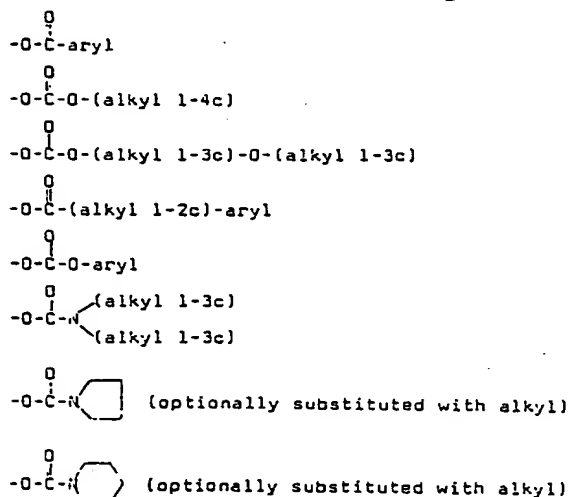 O
-O-C-aryl
O
-O-C-O-(alkyl 1-4c)
O
-O-C-O-(alkyl 1-3c)-O-(alkyl 1-3c)
O
-O-C-(alkyl 1-2c)-aryl
O
-O-C-O-aryl
O
(alkyl 1-3c)
-O-C-N
(alkyl 1-3c)
O
-O-C-N (optionally substituted with alkyl)
O
-O-C-N (optionally substituted with alkyl)